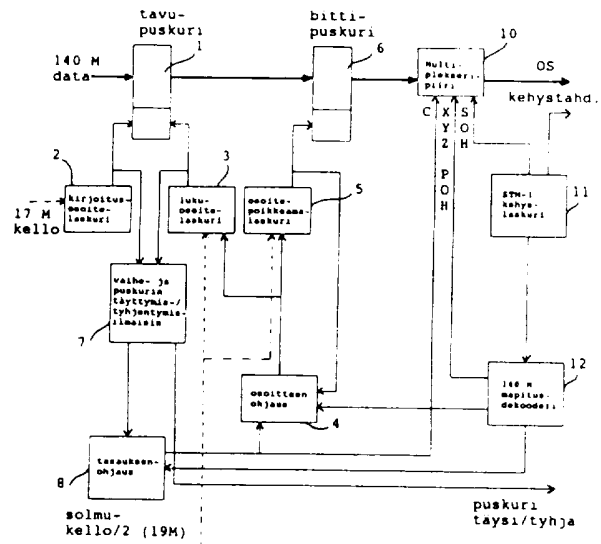 tavu-
puskuri
1
bitti-
puskuri
6
10
140 M
data
Multi-
plekseri-
piiri
OS
kehystahd.
C
XYZ POH
SOH
2
kirjoitus-
osoite-
laskuri
17 M
kello
3
luku-
osoite-
laskuri
osoite-
poikkeama-
laskuri
5
STM-1
kehys-
laskuri
11
vaihe- ja
puskurin
täyttymis-/
tyhjentymis-
ilmaisin
7
osoitteen
ohjaus
4
12
140 M
mapitus-
dekooderi
tasauksen-
ohjaus
8
solmu-
kello/2 (19M)
puskuri
taysi/tyhja